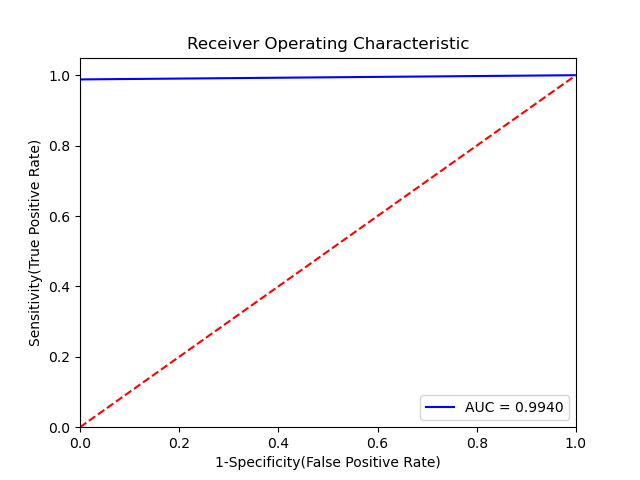 Receiver Operating Characteristic
1.0
0.8
0.6
0.4
0.2
0.0
Sensitivity(True Positive Rate)
AUC = 0.9940
0.0 0.2 0.4 0.6 0.8 1.0
1-Specificity(False Positive Rate)